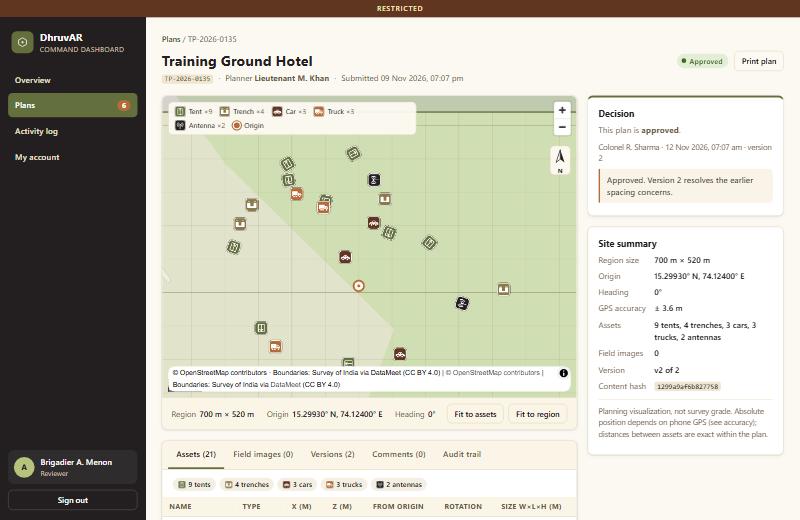 RESTRICTED
DhruvAR
COMMAND DASHBOARD
Overview
Plans
6
Activity log
My account
A
Brigadier A. Menon
Reviewer
Sign out
Plans / TP-2026-0135
Training Ground Hotel
TP-2026-0135 · Planner Lieutenant M. Khan · Submitted 09 Nov 2026, 07:07 pm
Approved
Print plan
Tent ×9 Trench ×4 Car ×3 Truck ×3
Antenna ×2 Origin
+
−
N
© OpenStreetMap contributors · Boundaries: Survey of India via DataMeet (CC BY 4.0) | © OpenStreetMap contributors |
Boundaries: Survey of India via DataMeet (CC BY 4.0)
Region 700 m × 520 m Origin 15.29930° N, 74.12400° E Heading 0° Fit to assets Fit to region
Assets (21) Field images (0) Versions (2) Comments (0) Audit trail
9 tents 4 trenches 3 cars 3 trucks 2 antennas
NAME TYPE X (M) Z (M) FROM ORIGIN ROTATION SIZE W×L×H (M)
Decision
This plan is approved.
Colonel R. Sharma · 12 Nov 2026, 07:07 am · version
2
Approved. Version 2 resolves the earlier
spacing concerns.
Site summary
Region size 700 m × 520 m
Origin 15.29930° N, 74.12400° E
Heading 0°
GPS accuracy ± 3.6 m
Assets 9 tents, 4 trenches, 3 cars, 3
trucks, 2 antennas
Field images 0
Version v2 of 2
Content hash 1299a9af6b827758
Planning visualization, not survey grade. Absolute
position depends on phone GPS (see accuracy);
distances between assets are exact within the plan.